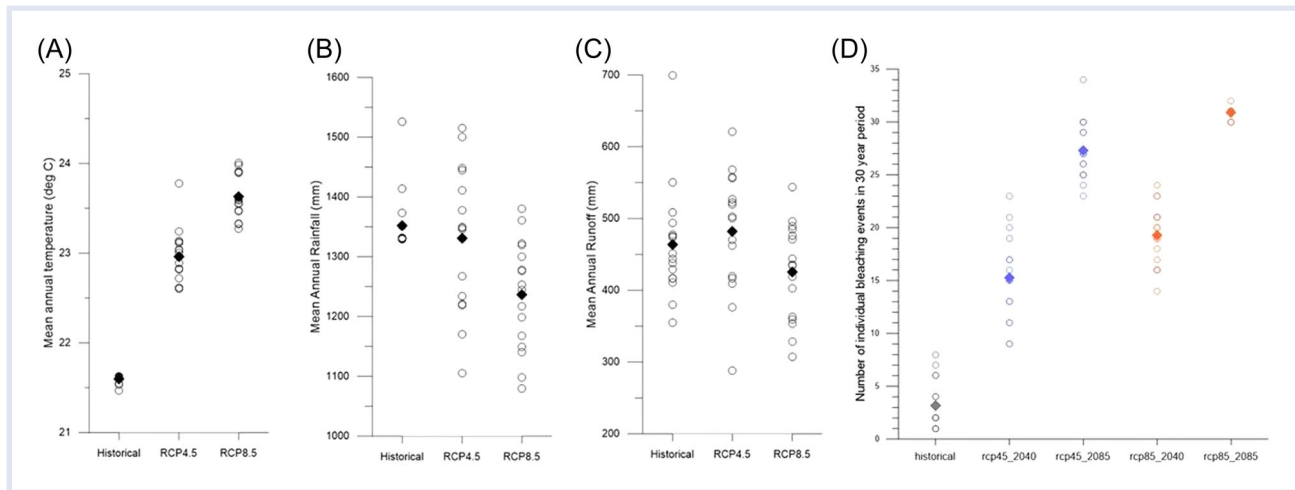 (A)
Mean annual temperature (deg C)
25
24
23
22
21
Historical RCP4.5 RCP8.5
(B)
Mean Annual Rainfall (mm)
1600
1500
1400
1300
1200
1100
1000
Historical RCP4.5 RCP8.5
(C)
Mean Annual Runoff (mm)
700
600
500
400
300
200
Historical RCP4.5 RCP8.5
(D)
Number of individual bleaching events in 30 year period
35
30
25
20
15
10
5
0
historical rcp45_2040 rcp45_2085 rcp85_2040 rcp85_2085